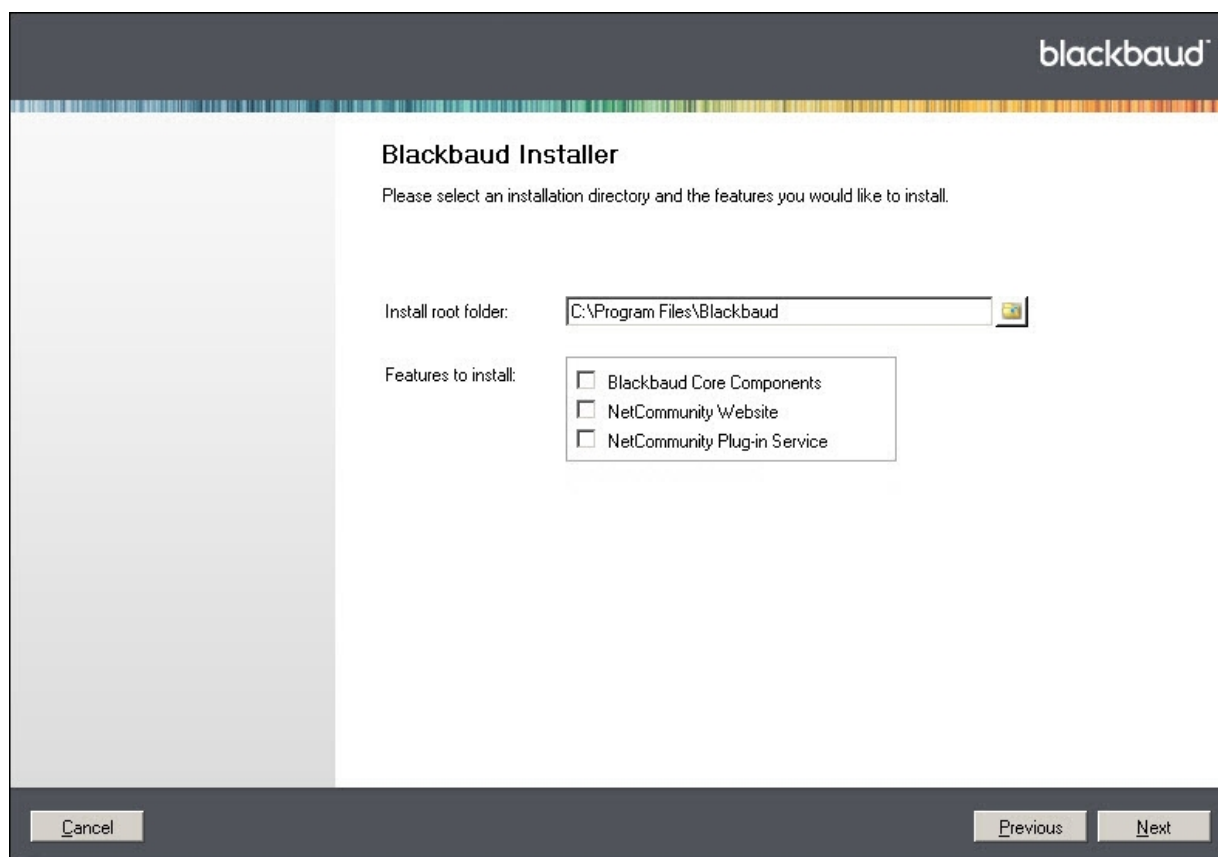 blackbaud
Blackbaud Installer
Please select an installation directory and the features you would like to install.
Install root folder: C:\Program Files\Blackbaud
Features to install:
Blackbaud Core Components
NetCommunity Website
NetCommunity Plug-in Service
Cancel Previous Next